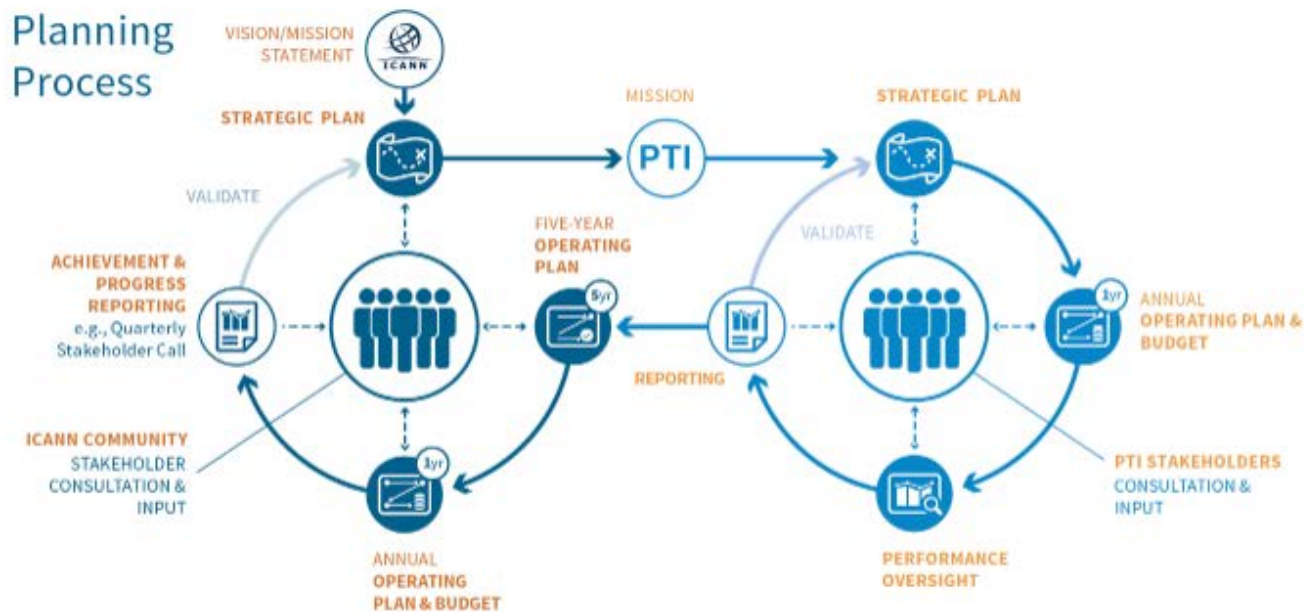 Planning
Process
VISION/MISSION
STATEMENT
ICANN
STRATEGIC PLAN
MISSION
PTI
STRATEGIC PLAN
VALIDATE
VALIDATE
FIVE-YEAR
OPERATING
PLAN
5yr
ACHIEVEMENT &
PROGRESS
REPORTING
e.g., Quarterly
Stakeholder Call
1yr
ANNUAL
OPERATING PLAN &
BUDGET
REPORTING
ICANN COMMUNITY
STAKEHOLDER
CONSULTATION &
INPUT
1yr
PTI STAKEHOLDERS
CONSULTATION &
INPUT
ANNUAL
OPERATING
PLAN & BUDGET
PERFORMANCE
OVERSIGHT